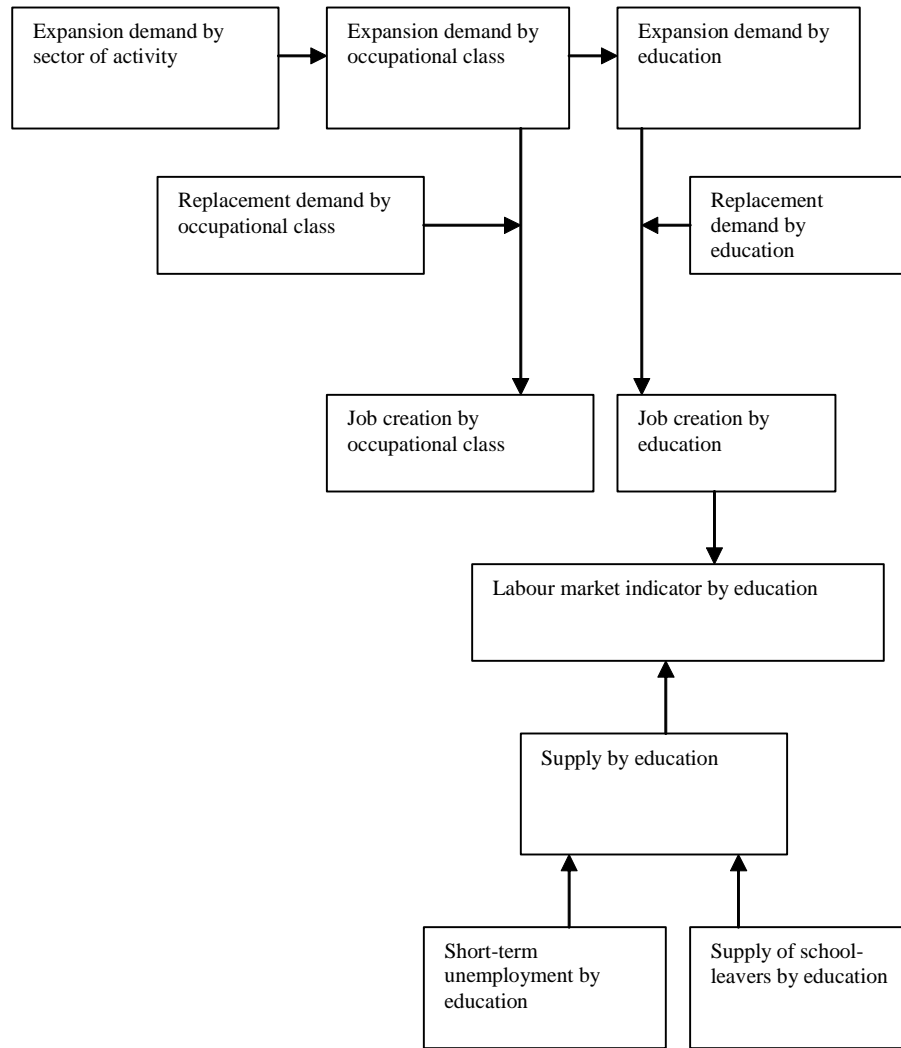 Expansion demand by
sector of activity
Expansion demand by
occupational class
Expansion demand by
education
Replacement demand by
occupational class
Replacement
demand by
education
Job creation by
occupational class
Job creation by
education
Labour market indicator by education
Supply by education
Short-term
unemployment by
education
Supply of school-
leavers by education